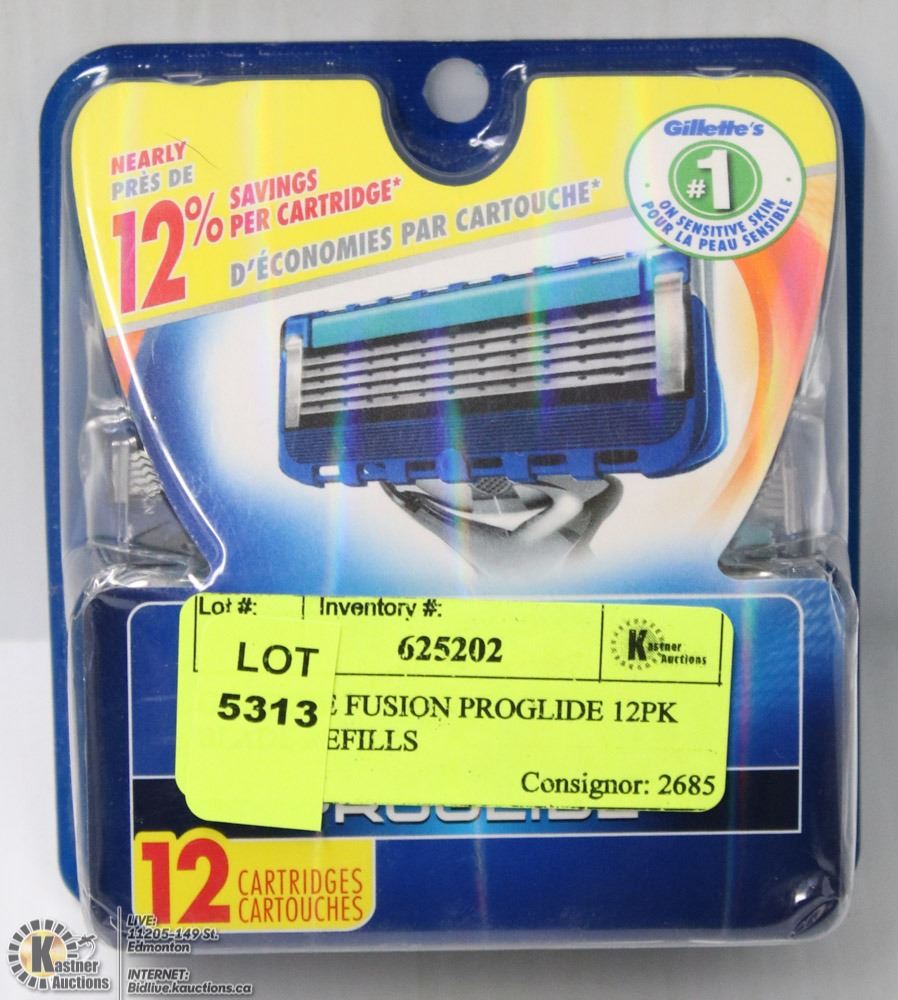 NEARLY
PRÈS DE
12% SAVINGS
PER CARTRIDGE*
D'ÉCONOMIES PAR CARTOUCHE*
Gillette's
#1
ON SENSITIVE SKIN
POUR LA PEAU SENSIBLE
Lot #: Inventory #:
625202
Kastner
Auctions
LOT
5313
E FUSION PROGLIDE 12PK
EFILLS
Consignor: 2685
PROGLIDE
12 CARTRIDGES
CARTOUCHES
Kastner
Auctions
LIVE:
11205-149 St.
Edmonton
INTERNET:
Bidlive.kauctions.ca